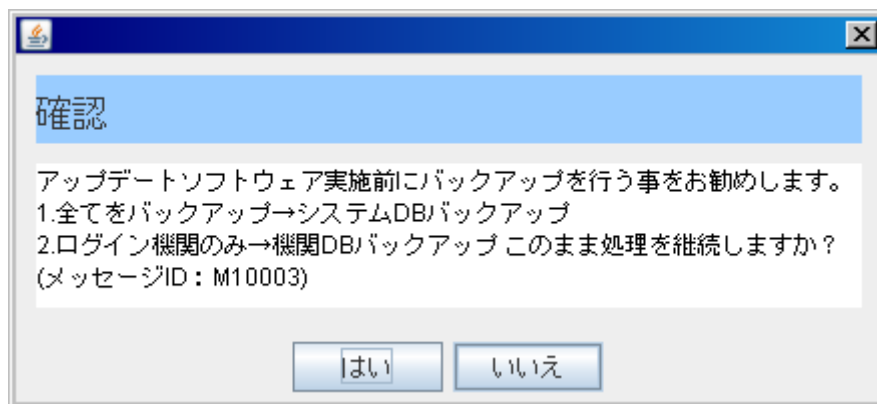 確認
アップデートソフトウェア実施前にバックアップを行う事をお勧めします。
1.全てをバックアップ→システムDBバックアップ
2.ログイン機関のみ→機関DBバックアップ このまま処理を継続しますか？
(メッセージID：M10003)
はい
いいえ